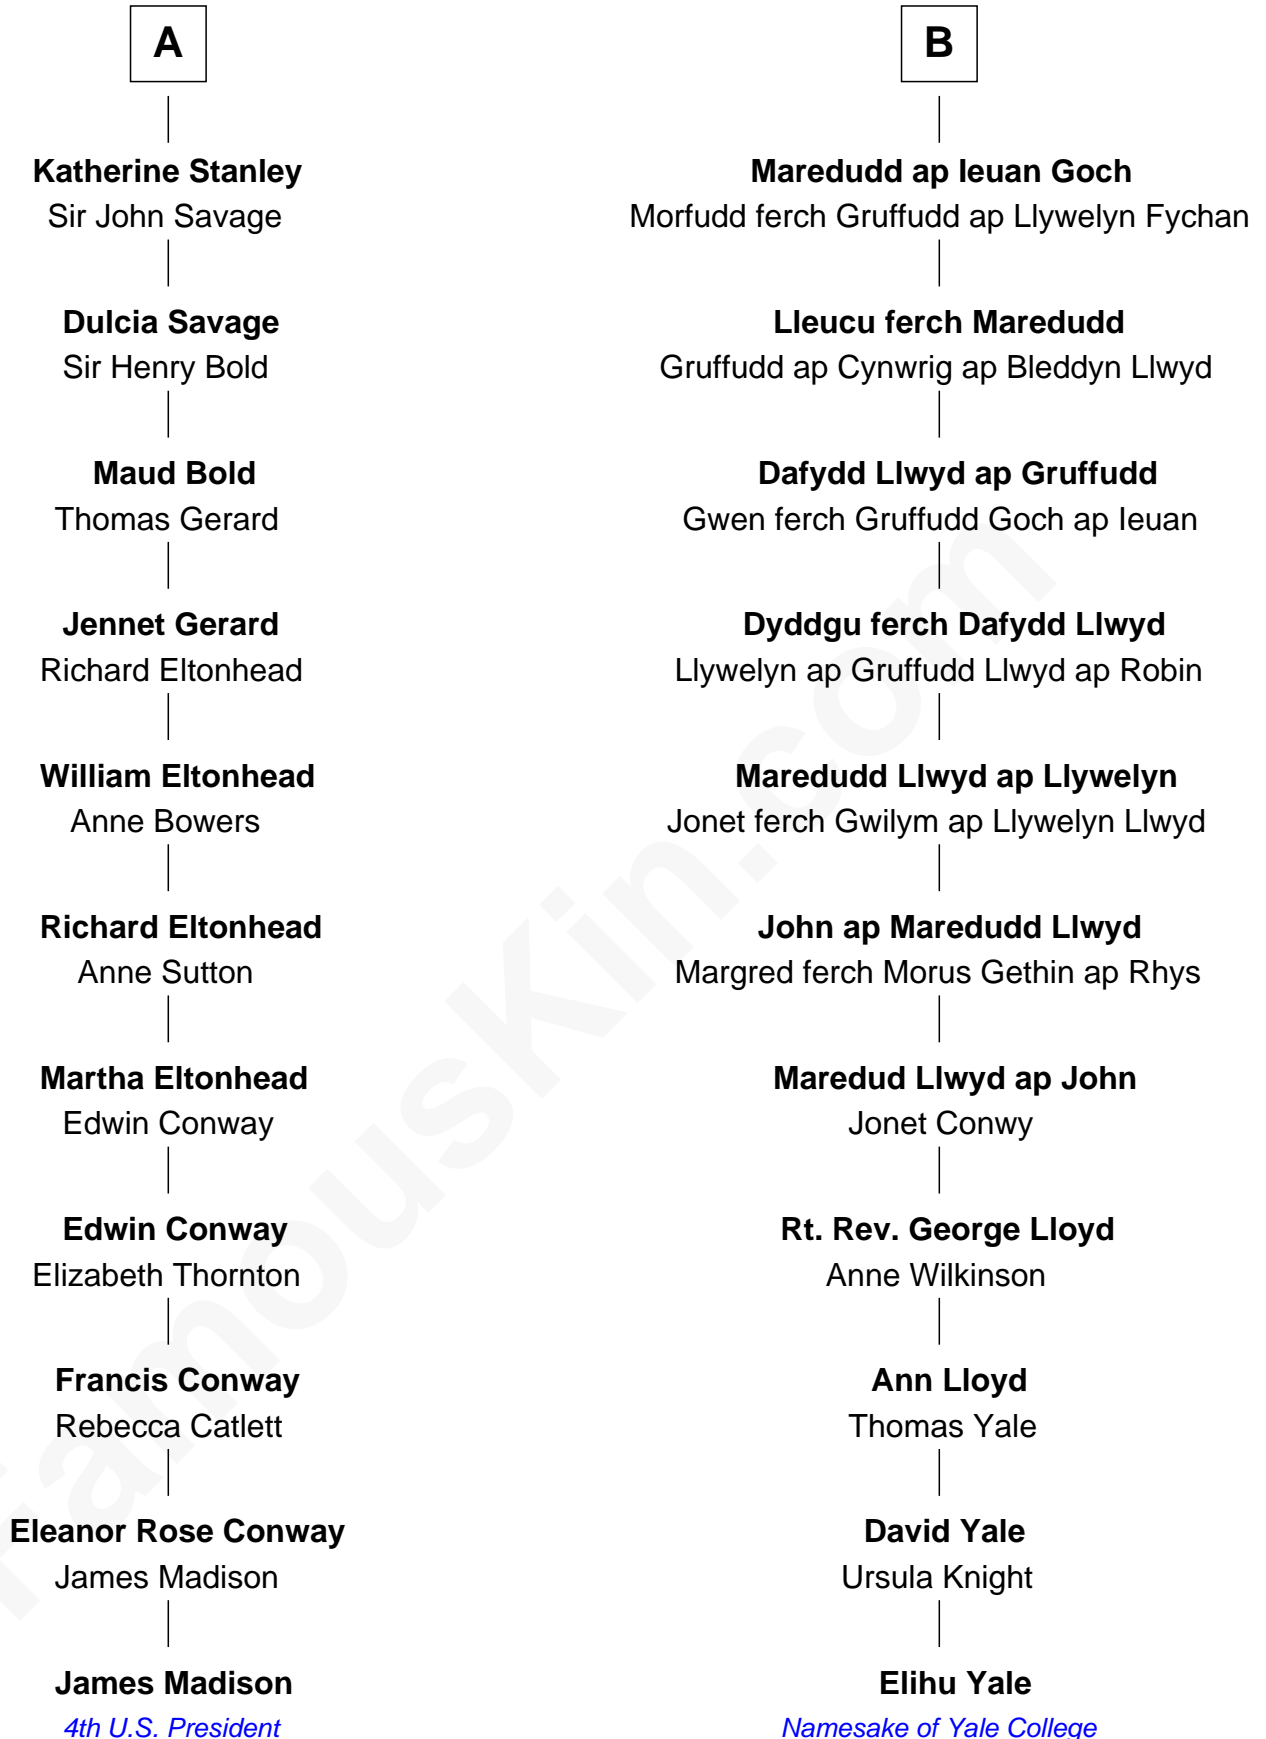 A
Katherine Stanley
Sir John Savage
Dulcia Savage
Sir Henry Bold
Maud Bold
Thomas Gerard
Jennet Gerard
Richard Eltonhead
William Eltonhead
Anne Bowers
Richard Eltonhead
Anne Sutton
Martha Eltonhead
Edwin Conway
Edwin Conway
Elizabeth Thornton
Francis Conway
Rebecca Catlett
Eleanor Rose Conway
James Madison
James Madison
4th U.S. President
B
Maredudd ap Ieuan Goch
Morfudd ferch Gruffudd ap Llywelyn Fychan
Lleucu ferch Maredudd
Gruffudd ap Cynwrig ap Bleddyn Llwyd
Dafydd Llwyd ap Gruffudd
Gwen ferch Gruffudd Goch ap Ieuan
Dyddgu ferch Dafydd Llwyd
Llywelyn ap Gruffudd Llwyd ap Robin
Maredudd Llwyd ap Llywelyn
Jonet ferch Gwilym ap Llywelyn Llwyd
John ap Maredudd Llwyd
Margred ferch Morus Gethin ap Rhys
Maredud Llwyd ap John
Jonet Conwy
Rt. Rev. George Lloyd
Anne Wilkinson
Ann Lloyd
Thomas Yale
David Yale
Ursula Knight
Elihu Yale
Namesake of Yale College
FamousKin.com